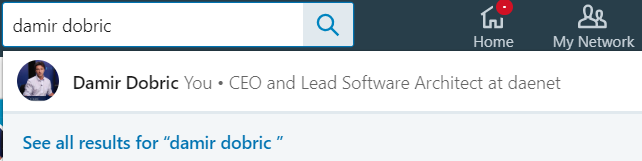 damir dobric
Home
My Network
Damir Dobric You • CEO and Lead Software Architect at daenet
See all results for “damir dobric ”